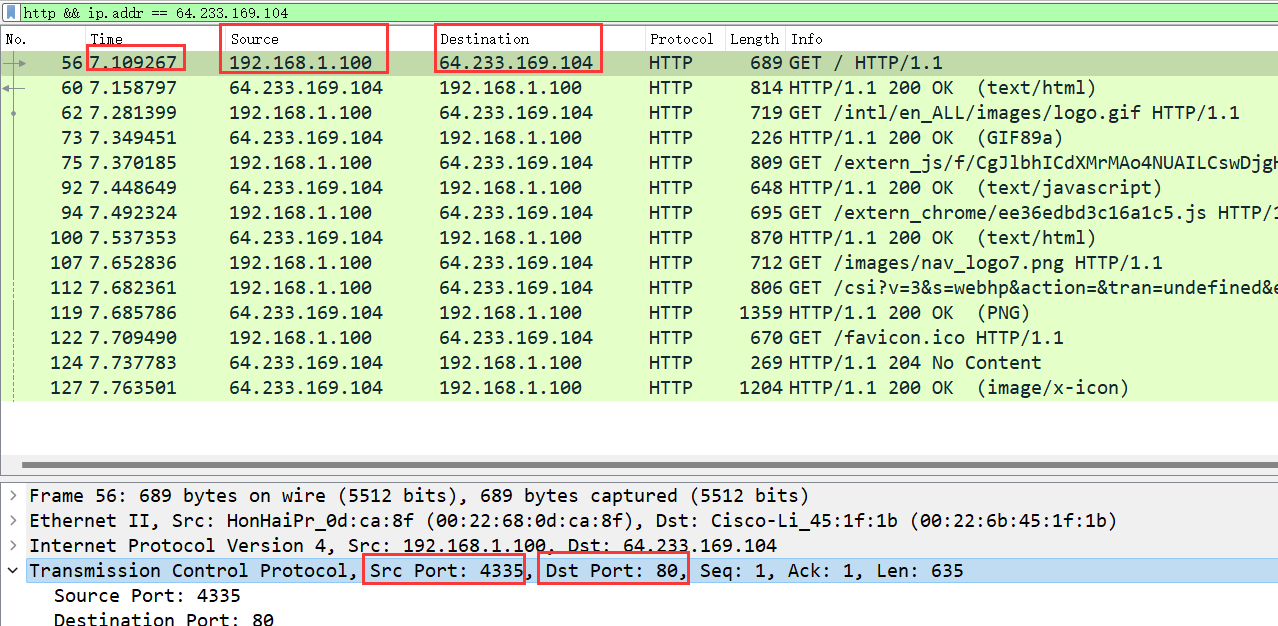 http && ip.addr == 64.233.169.104
No. Time Source Destination Protocol Length Info
56 7.109267 192.168.1.100 64.233.169.104 HTTP 689 GET / HTTP/1.1
60 7.158797 64.233.169.104 192.168.1.100 HTTP 814 HTTP/1.1 200 OK (text/html)
62 7.281399 192.168.1.100 64.233.169.104 HTTP 719 GET /intl/en_ALL/images/logo.gif HTTP/1.1
73 7.349451 64.233.169.104 192.168.1.100 HTTP 226 HTTP/1.1 200 OK (GIF89a)
75 7.370185 192.168.1.100 64.233.169.104 HTTP 809 GET /extern_js/f/CgJlbhICdXMrMAo4NUAILCswDjgH
92 7.448649 64.233.169.104 192.168.1.100 HTTP 648 HTTP/1.1 200 OK (text/javascript)
94 7.492324 192.168.1.100 64.233.169.104 HTTP 695 GET /extern_chrome/ee36edbd3c16a1c5.js HTTP/1
100 7.537353 64.233.169.104 192.168.1.100 HTTP 870 HTTP/1.1 200 OK (text/html)
107 7.652836 192.168.1.100 64.233.169.104 HTTP 712 GET /images/nav_logo7.png HTTP/1.1
112 7.682361 192.168.1.100 64.233.169.104 HTTP 806 GET /csi?v=3&s=webhp&action=&tran=undefined&e
119 7.685786 64.233.169.104 192.168.1.100 HTTP 1359 HTTP/1.1 200 OK (PNG)
122 7.709490 192.168.1.100 64.233.169.104 HTTP 670 GET /favicon.ico HTTP/1.1
124 7.737783 64.233.169.104 192.168.1.100 HTTP 269 HTTP/1.1 204 No Content
127 7.763501 64.233.169.104 192.168.1.100 HTTP 1204 HTTP/1.1 200 OK (image/x-icon)
Frame 56: 689 bytes on wire (5512 bits), 689 bytes captured (5512 bits)
Ethernet II, Src: HonHaiPr_0d:ca:8f (00:22:68:0d:ca:8f), Dst: Cisco-Li_45:1f:1b (00:22:6b:45:1f:1b)
Internet Protocol Version 4, Src: 192.168.1.100, Dst: 64.233.169.104
Transmission Control Protocol, Src Port: 4335, Dst Port: 80, Seq: 1, Ack: 1, Len: 635
Source Port: 4335
Destination Port: 80